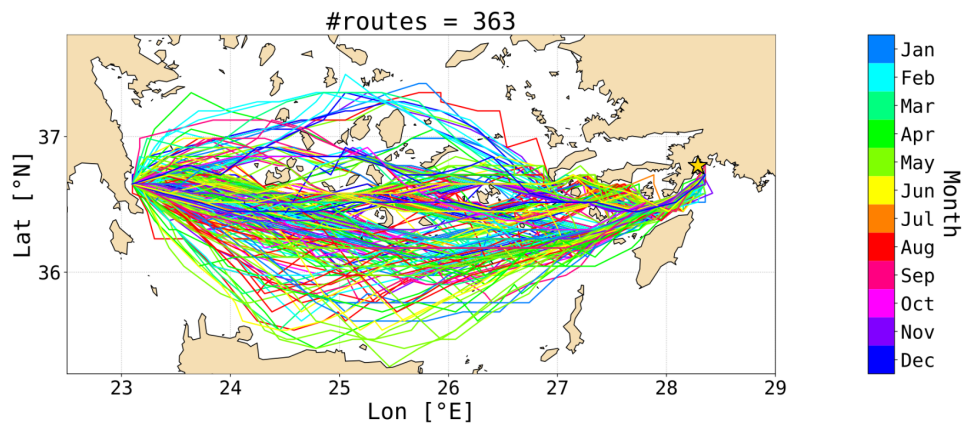 #routes = 363
Jan
Feb
Mar
Apr
May
Jun
Jul
Aug
Sep
Oct
Nov
Dec
Month
37
36
Lat [°N]
23
24
25
26
27
28
29
Lon [°E]